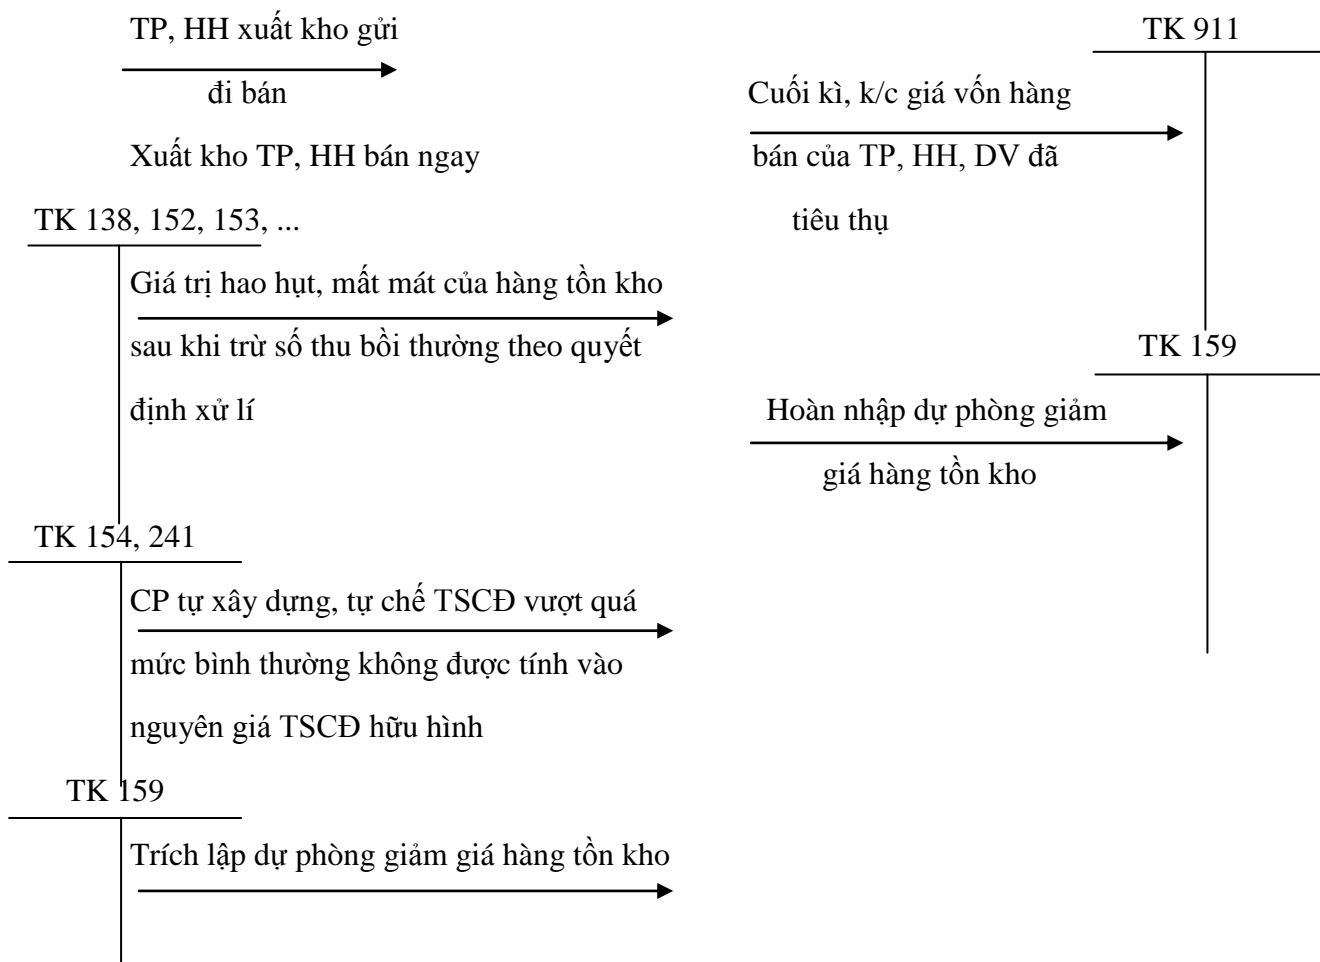 TP, HH xuất kho gửi
đi bán
Xuất kho TP, HH bán ngay
TK 138, 152, 153, ...
Giá trị hao hụt, mất mát của hàng tồn kho
sau khi trừ số thu bồi thường theo quyết
định xử lí
TK 154, 241
CP tự xây dựng, tự chế TSCĐ vượt quá
mức bình thường không được tính vào
nguyên giá TSCĐ hữu hình
TK 159
Trích lập dự phòng giảm giá hàng tồn kho
TK 911
Cuối kì, k/c giá vốn hàng
bán của TP, HH, DV đã
tiêu thụ
TK 159
Hoàn nhập dự phòng giảm
giá hàng tồn kho